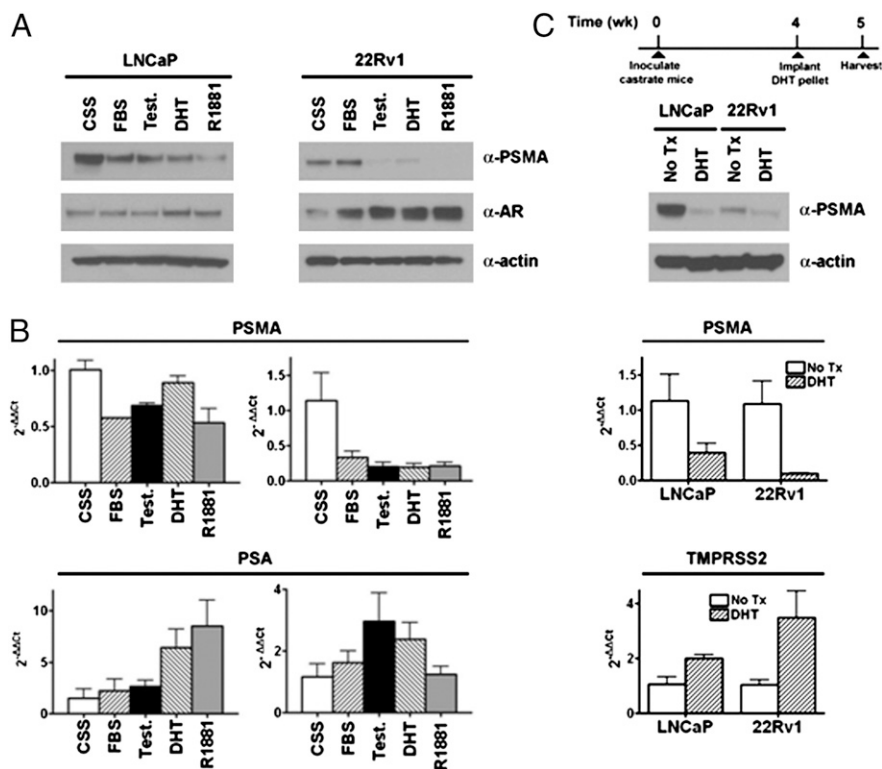 A
LNCaP
22Rv1
CSS
FBS
Test.
DHT
R1881
CSS
FBS
Test.
DHT
R1881
α-PSMA
α-AR
α-actin
C
Time (wk) 0 4 5
Inoculate castrate mice
Implant DHT pellet
Harvest
LNCaP 22Rv1
No Tx
DHT
No Tx
DHT
α-PSMA
α-actin
B
PSMA
2-ΔΔCt
1.0
0.5
0.0
CSS
FBS
Test.
DHT
R1881
2-ΔΔCt
1.5
1.0
0.5
0.0
CSS
FBS
Test.
DHT
R1881
PSA
2-ΔΔCt
10
5
0
CSS
FBS
Test.
DHT
R1881
2-ΔΔCt
4
2
0
CSS
FBS
Test.
DHT
R1881
PSMA
No Tx
DHT
2-ΔΔCt
1.5
1.0
0.5
0.0
LNCaP 22Rv1
TMPRSS2
No Tx
DHT
2-ΔΔCt
4
2
0
LNCaP 22Rv1